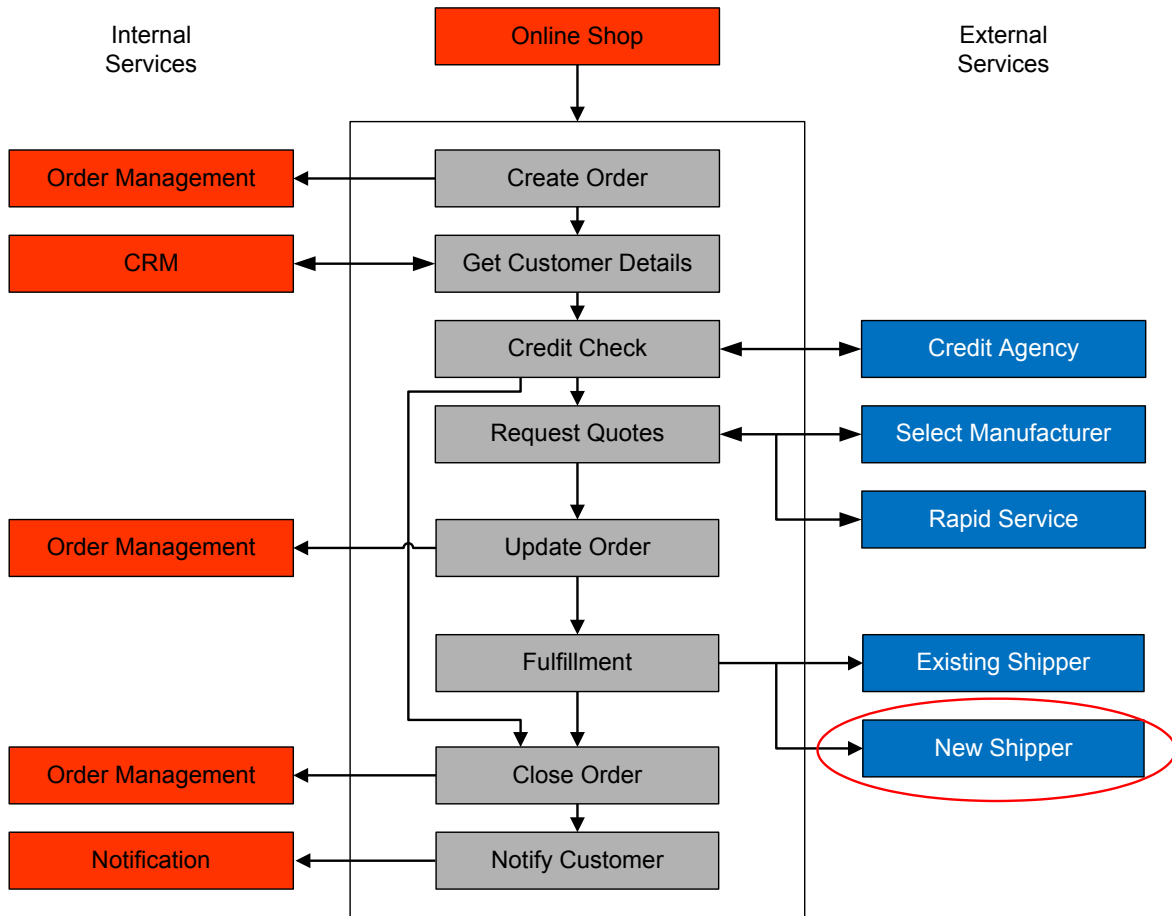 Internal
Services
Online Shop
External
Services
Order Management
Create Order
CRM
Get Customer Details
Credit Check
Credit Agency
Request Quotes
Select Manufacturer
Rapid Service
Order Management
Update Order
Fulfillment
Existing Shipper
New Shipper
Order Management
Close Order
Notification
Notify Customer